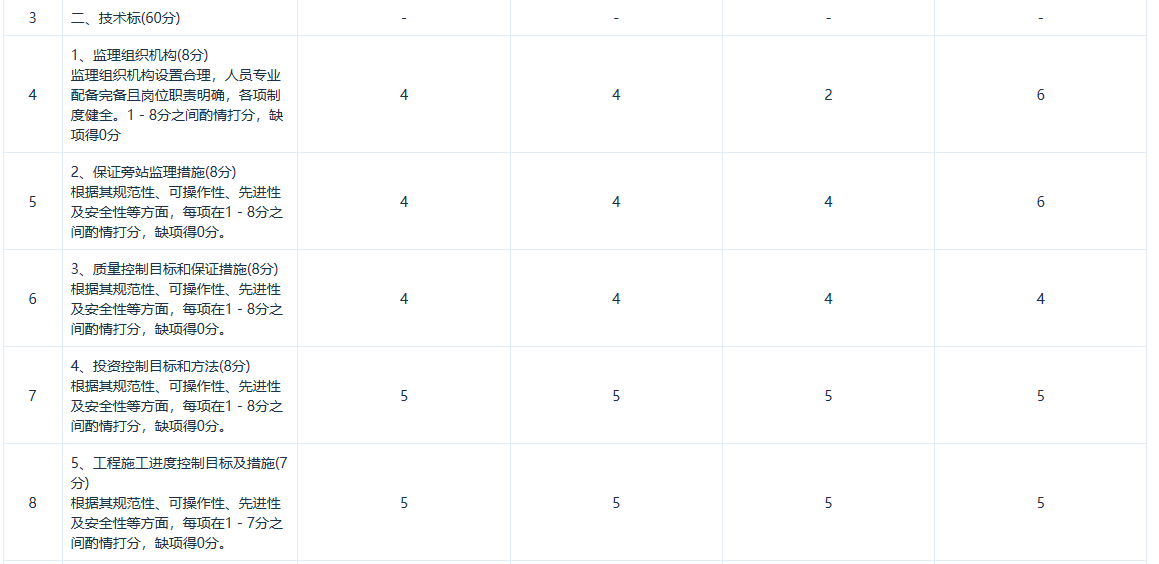 3 二、技术标(60分) - - - -
1、监理组织机构(8分)
监理组织机构设置合理，人员专业
4 配备完备且岗位职责明确，各项制 4 4 2 6
度健全。1－8分之间酌情打分，缺
项得0分
2、保证旁站监理措施(8分)
根据其规范性、可操作性、先进性
5 及安全性等方面，每项在1－8分之 4 4 4 6
间酌情打分，缺项得0分。
3、质量控制目标和保证措施(8分)
根据其规范性、可操作性、先进性
6 及安全性等方面，每项在1－8分之 4 4 4 4
间酌情打分，缺项得0分。
4、投资控制目标和方法(8分)
根据其规范性、可操作性、先进性
7 及安全性等方面，每项在1－8分之 5 5 5 5
间酌情打分，缺项得0分。
5、工程施工进度控制目标及措施(7
分)
8 根据其规范性、可操作性、先进性 5 5 5 5
及安全性等方面，每项在1－7分之
间酌情打分，缺项得0分。